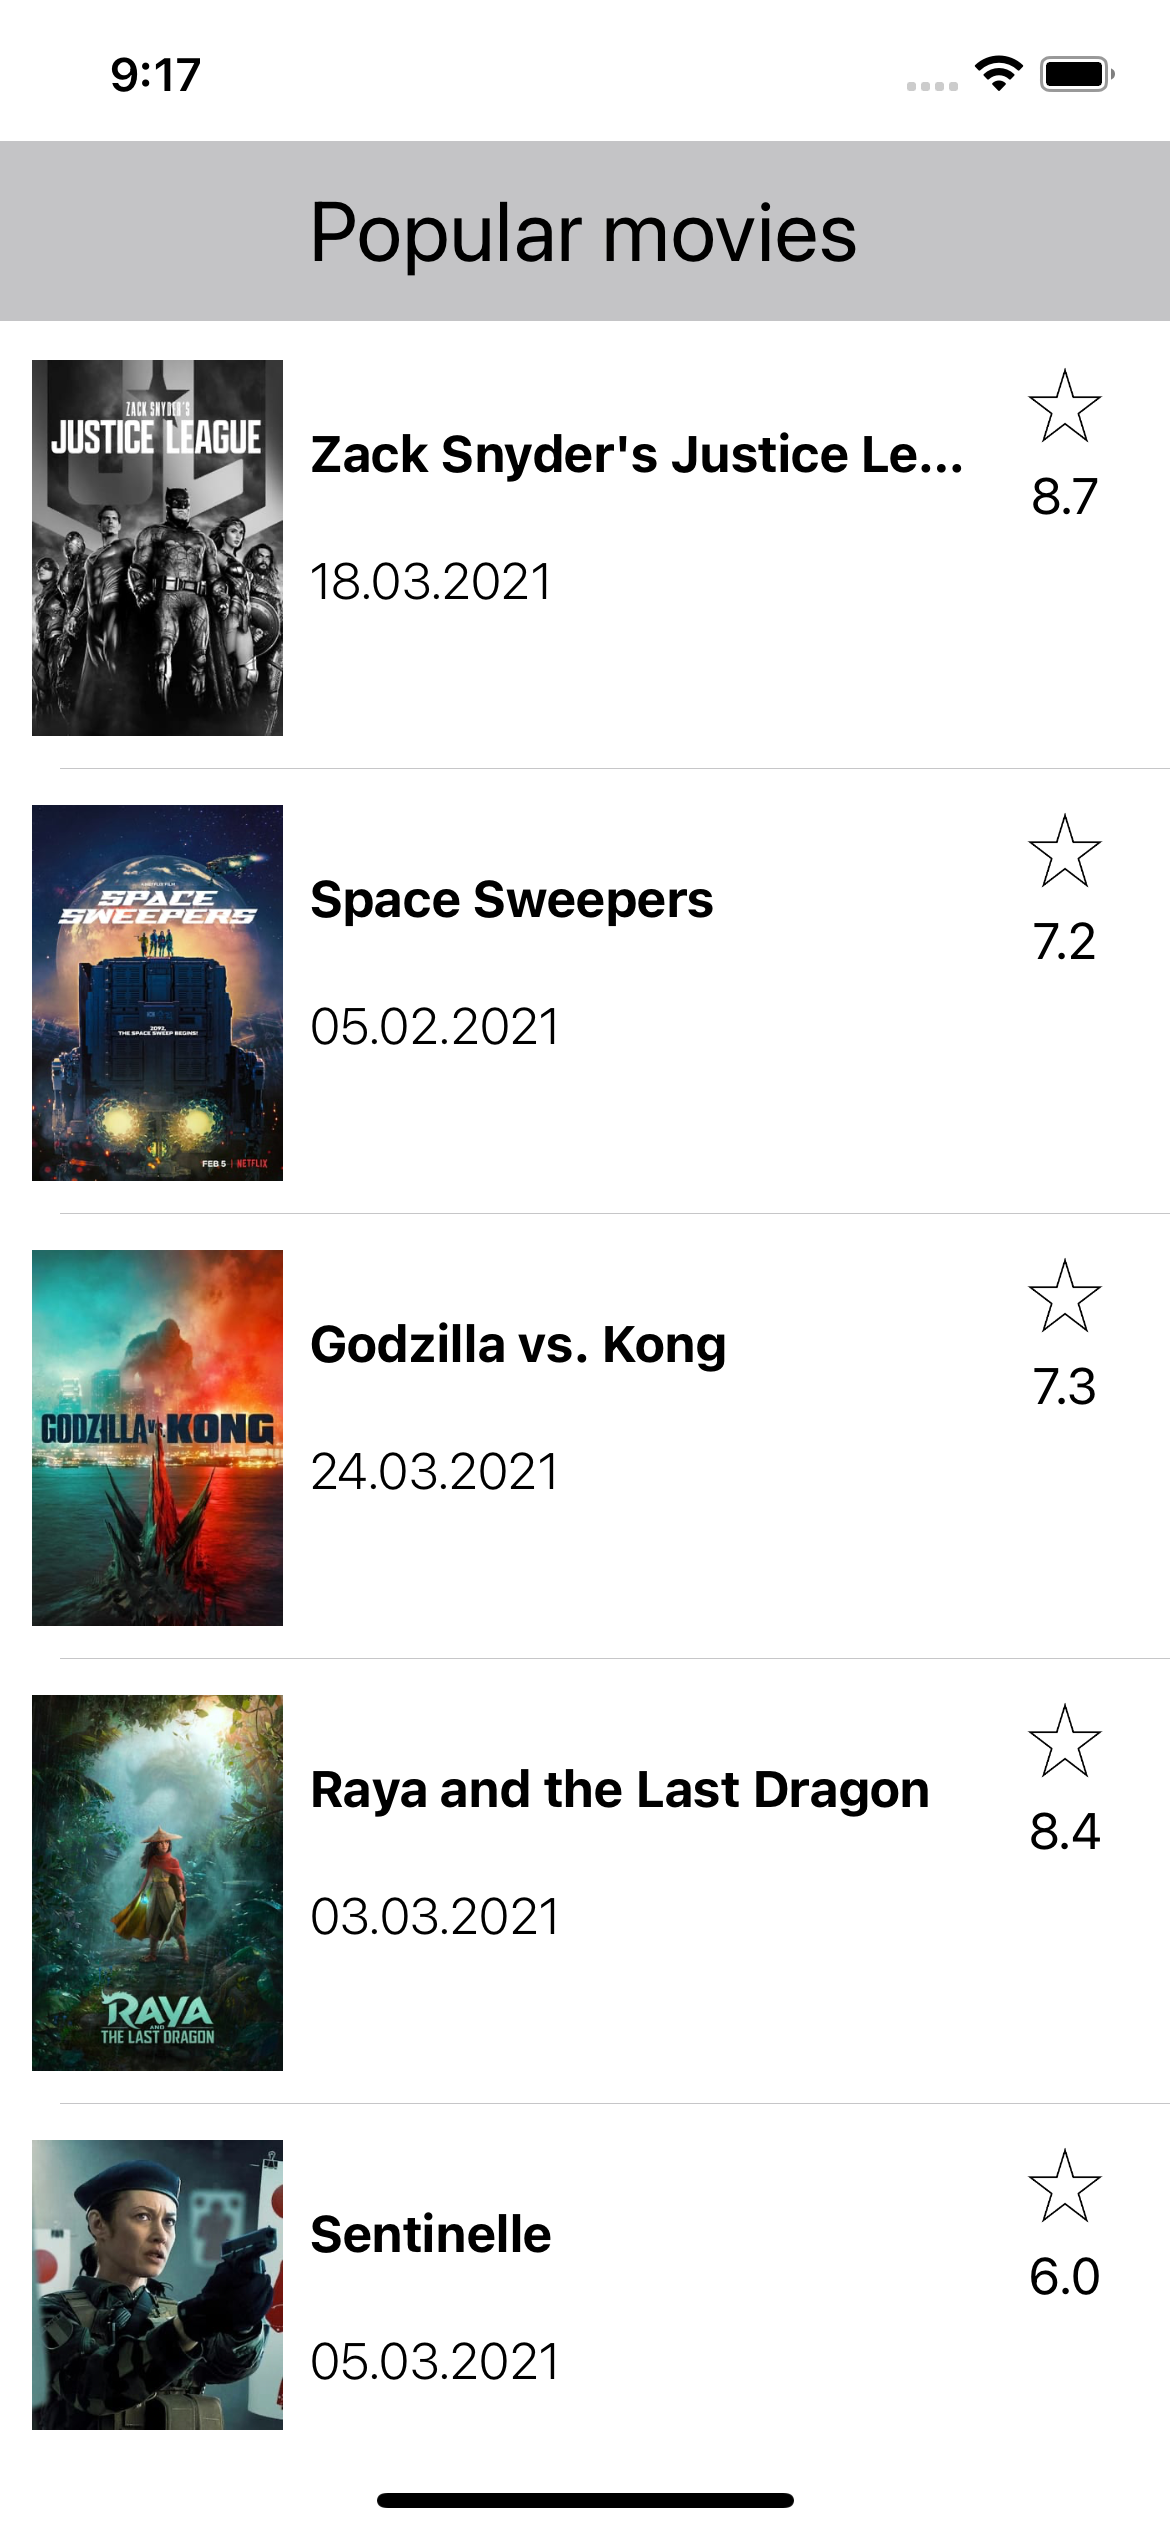 9:17
Popular movies
ZACK SNYDER'S
JUSTICE LEAGUE
Zack Snyder's Justice Le...
8.7
18.03.2021
SPACE
SWEEPERS
2092,
THE SPACE SWEEP BEGINS!
FEB 5 | NETFLIX
Space Sweepers
7.2
05.02.2021
GODZILLA v. KONG
Godzilla vs. Kong
7.3
24.03.2021
RAYA
AND
THE LAST DRAGON
Raya and the Last Dragon
8.4
03.03.2021
Sentinelle
6.0
05.03.2021